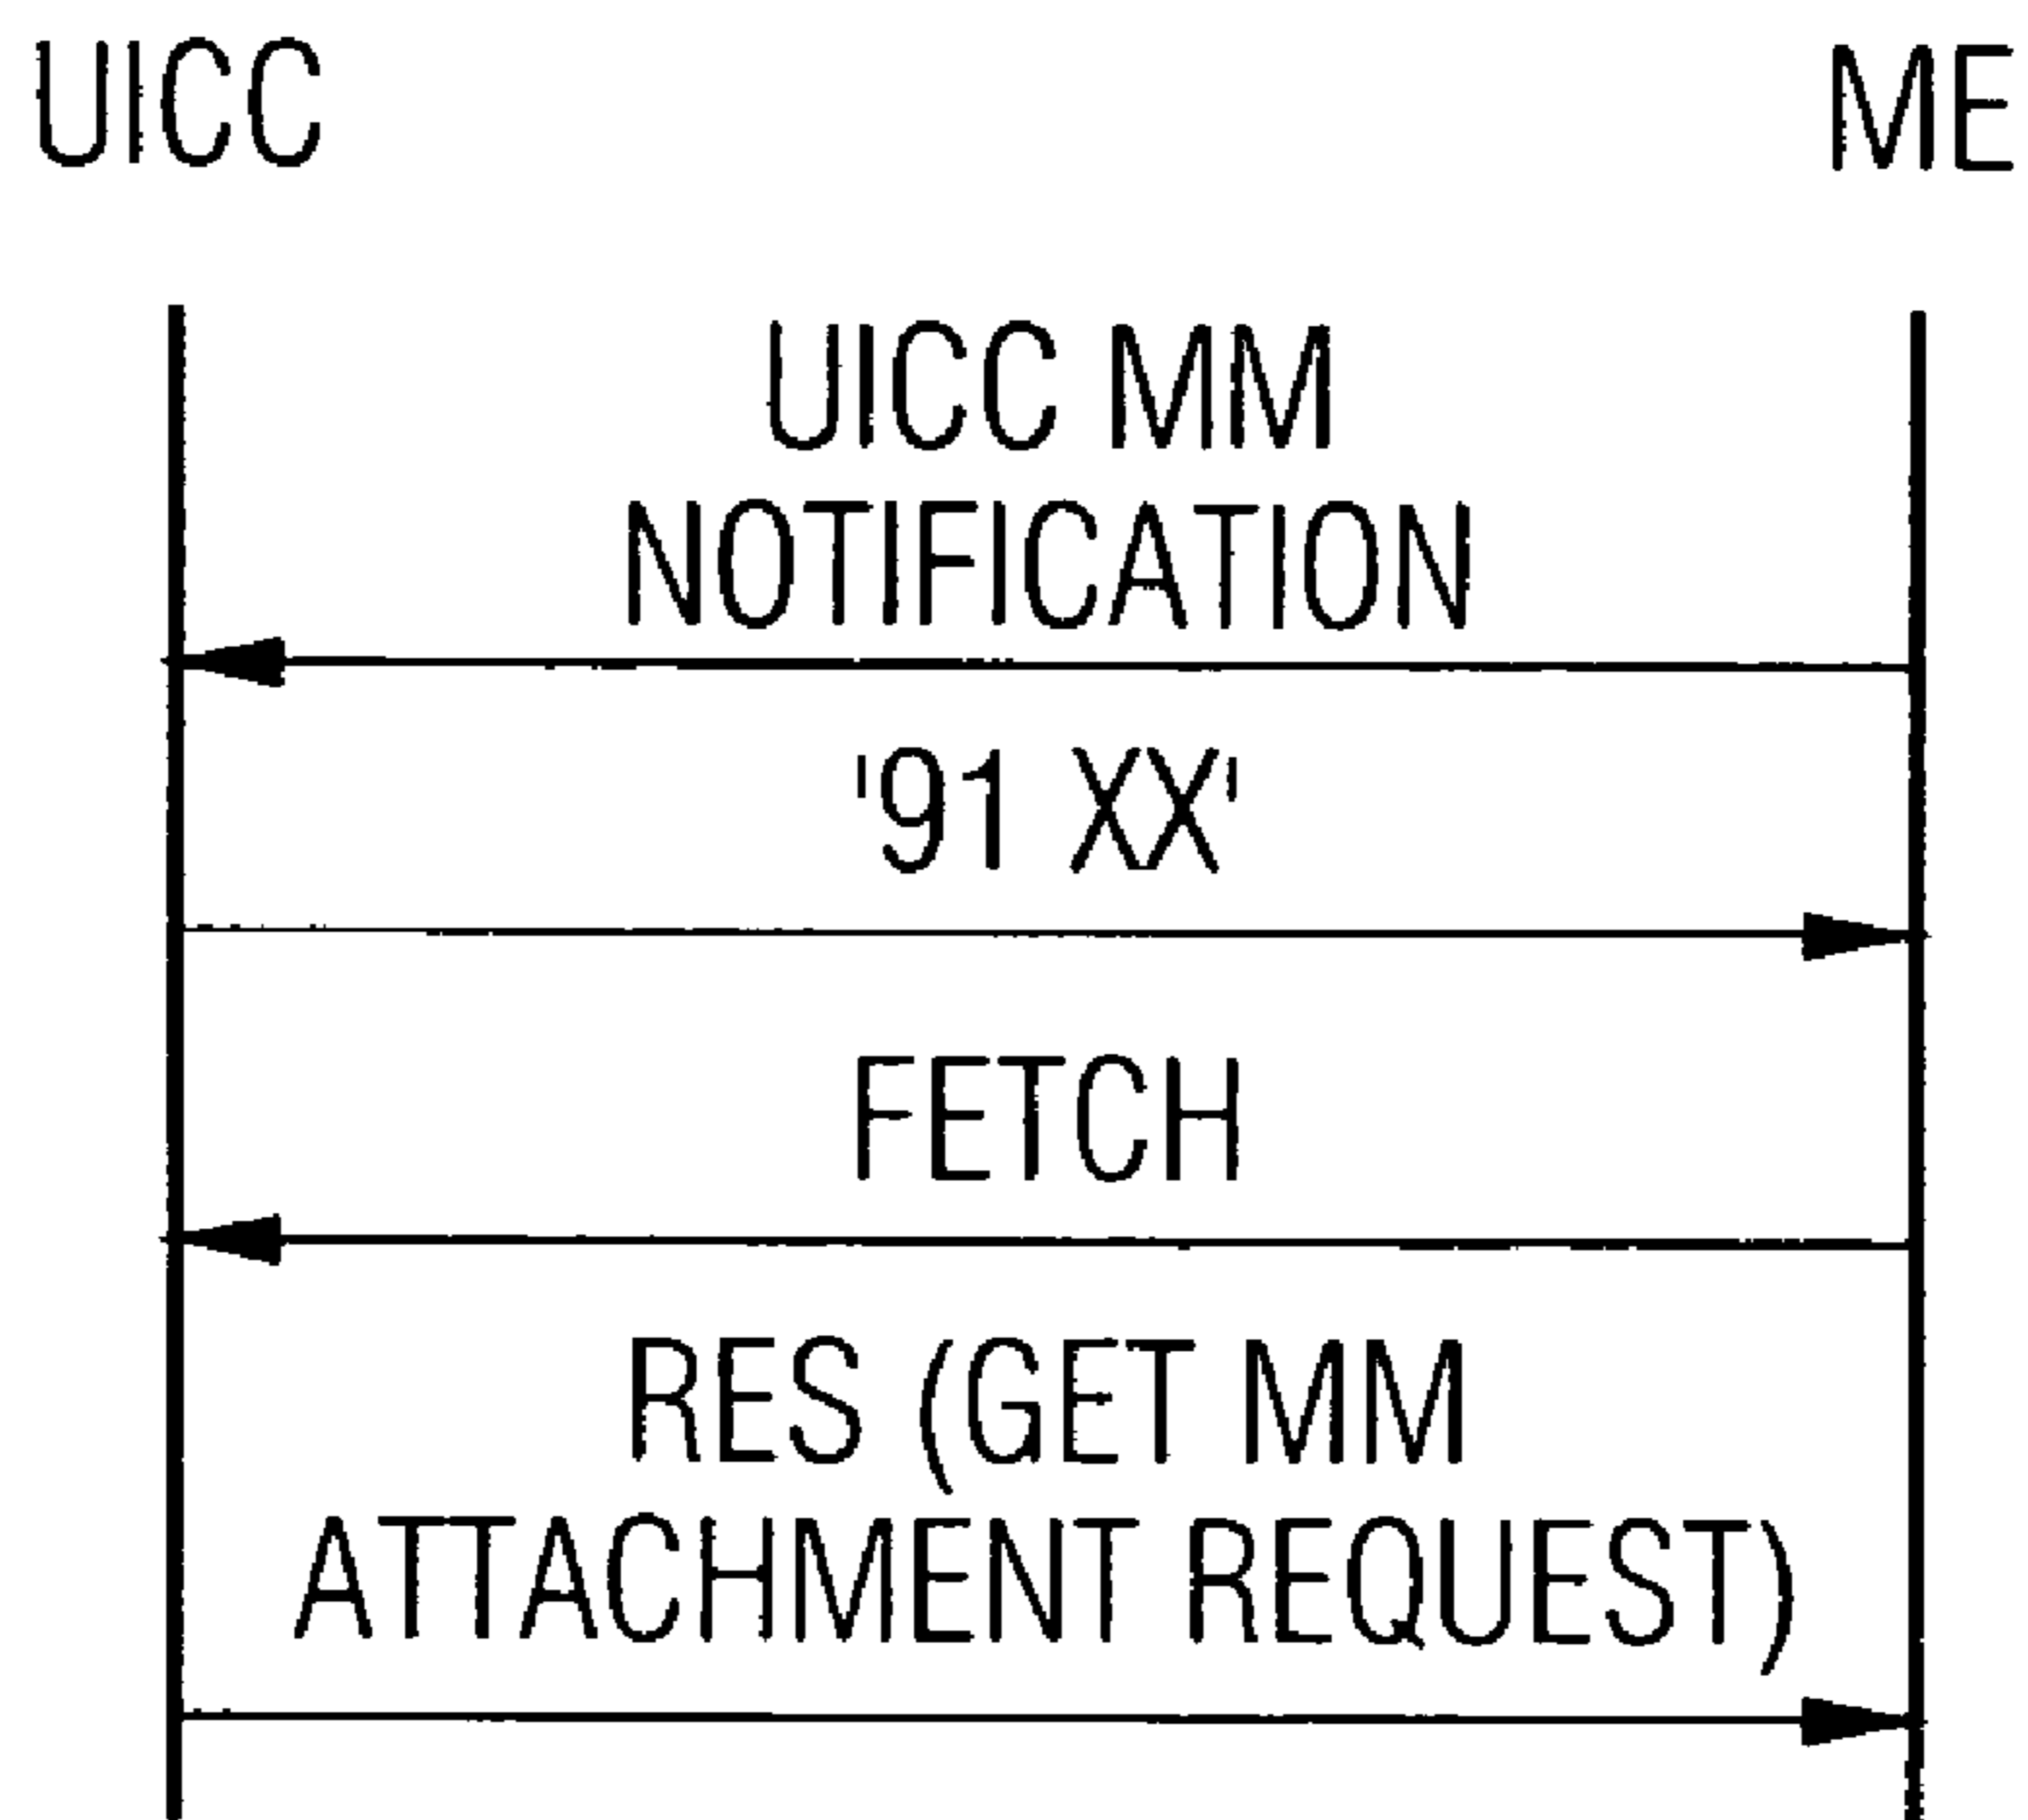 UICC
ME
UICC MM
NOTIFICATION
'91 XX'
FETCH
RES (GET MM
ATTACHMENT REQUEST)